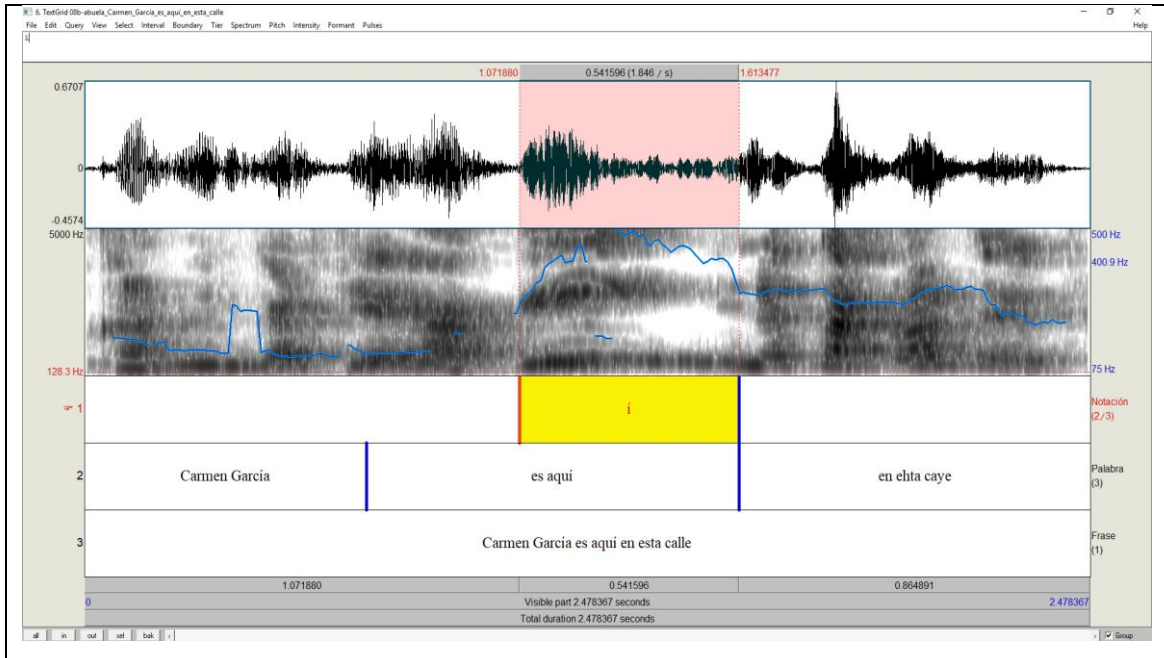 6. TextGrid 08b-abuela_Carmen_García_es_aquí_en_esta_calle
File Edit Query View Select Interval Boundary Tier Spectrum Pitch Intensity Formant Pulses Help
í
1.071880 0.541596 (1.846 / s) 1.613477
0.6707
0
-0.4574
5000 Hz 500 Hz
400.9 Hz
128.3 Hz 75 Hz
1 í Notación
(2/3)
2 Carmen García es aquí en ehta caye Palabra
(3)
3 Carmen García es aquí en esta calle Frase
(1)
1.071880 0.541596 0.864891
0 Visible part 2.478367 seconds 2.478367
Total duration 2.478367 seconds
all in out sel bak Group